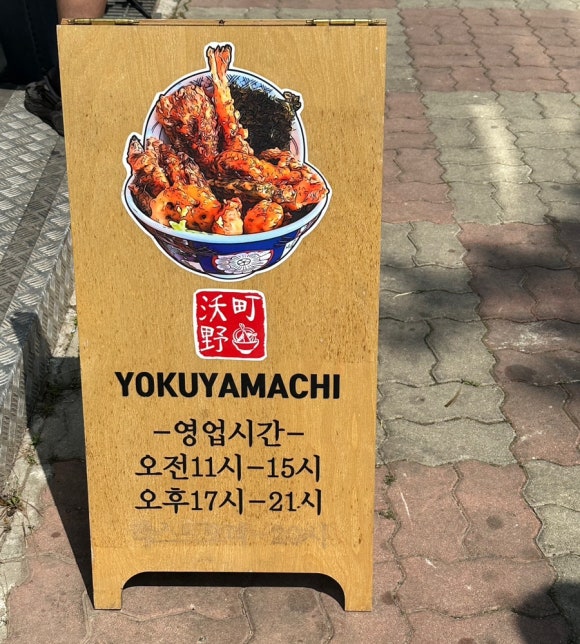 沃町
野
YOKUYAMACHI
-영업시간-
오전11시-15시
오후17시-21시